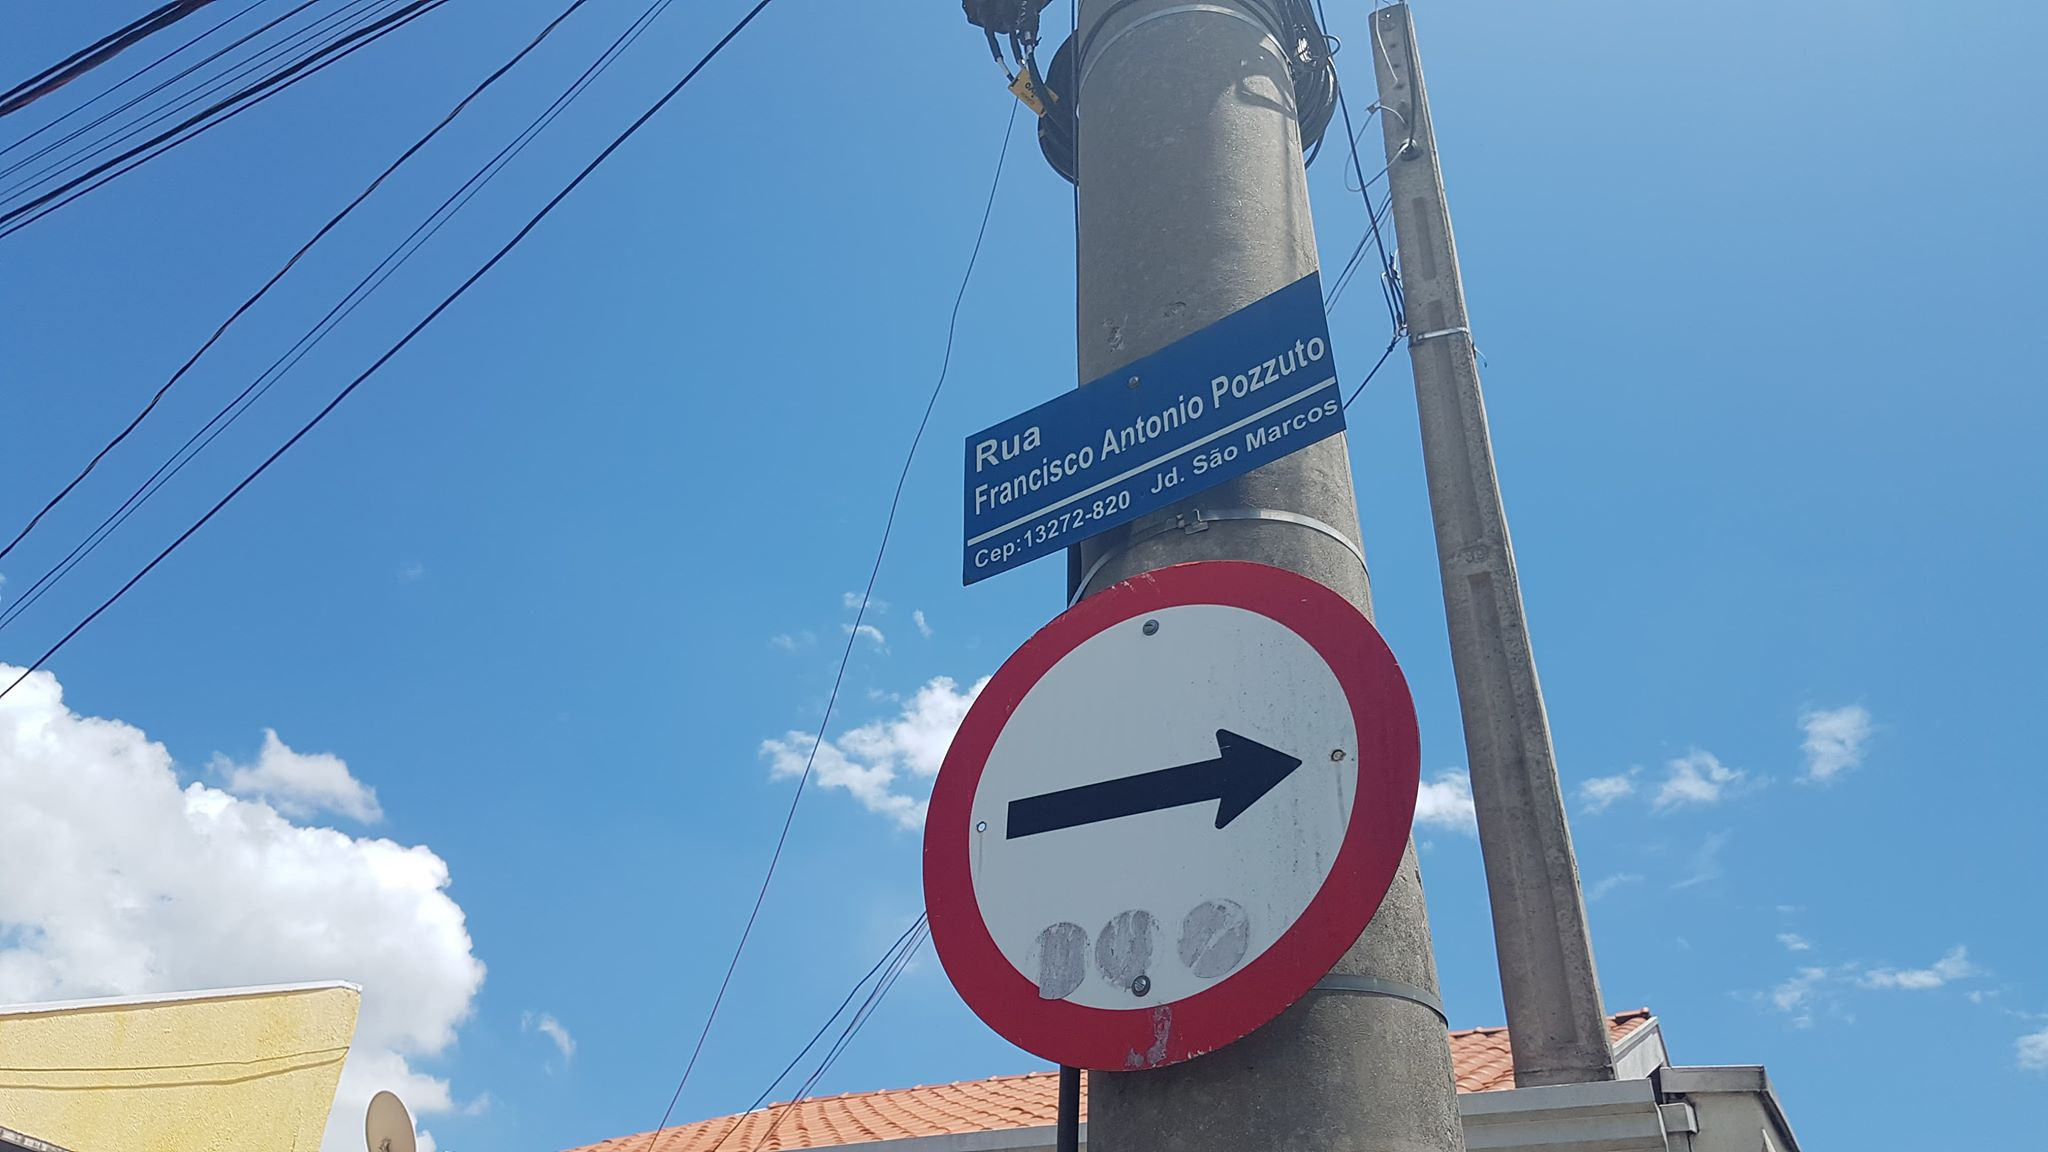 Rua
Francisco Antonio Pozzuto
Cep:13272-820 Jd. São Marcos